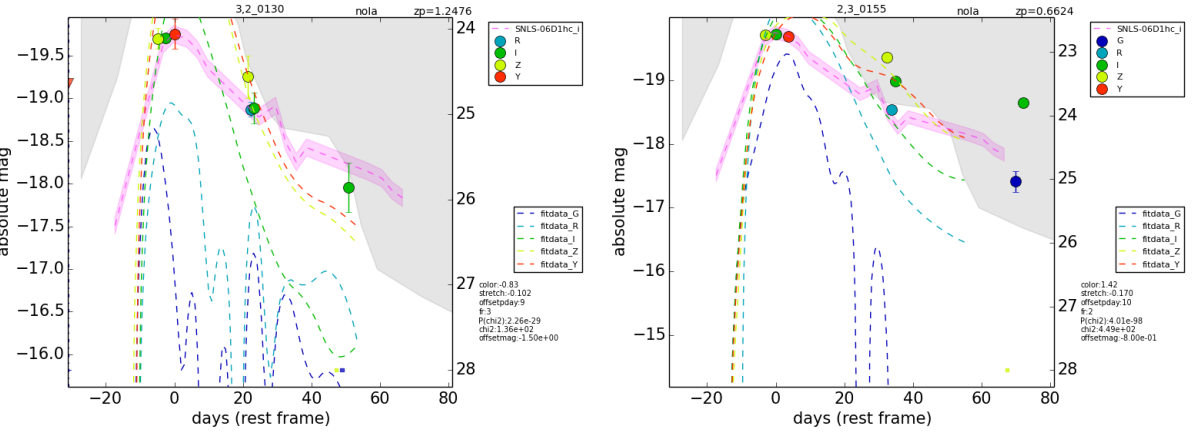 3,2_0130 nola zp=1.2476
−19.5
−19.0
−18.5
−18.0
−17.5
−17.0
−16.5
−16.0
absolute mag
24
25
26
27
28
−20 0 20 40 60 80
days (rest frame)
SNLS-06D1hc_i
R
I
Z
Y
fitdata_G
fitdata_R
fitdata_I
fitdata_Z
fitdata_Y
color:-0.83
stretch:-0.102
offsetpday:9
fr:3
P(chi2):2.26e-29
chi2:1.36e+02
offsetmag:-1.50e+00
2,3_0155 nola zp=0.6624
−19
−18
−17
−16
−15
absolute mag
23
24
25
26
27
28
−20 0 20 40 60 80
days (rest frame)
SNLS-06D1hc_i
G
R
I
Z
Y
fitdata_G
fitdata_R
fitdata_I
fitdata_Z
fitdata_Y
color:1.42
stretch:-0.170
offsetpday:10
fr:2
P(chi2):4.01e-98
chi2:4.49e+02
offsetmag:-8.00e-01